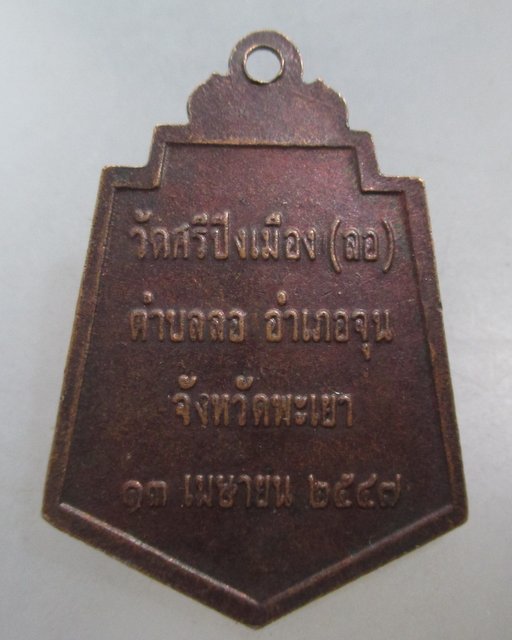 วัดศรีปิงเมือง (ลอ)
ตำบลลอ อำเภอจุน
จังหวัดพะเยา
๑๓ เมษายน ๒๕๔๗